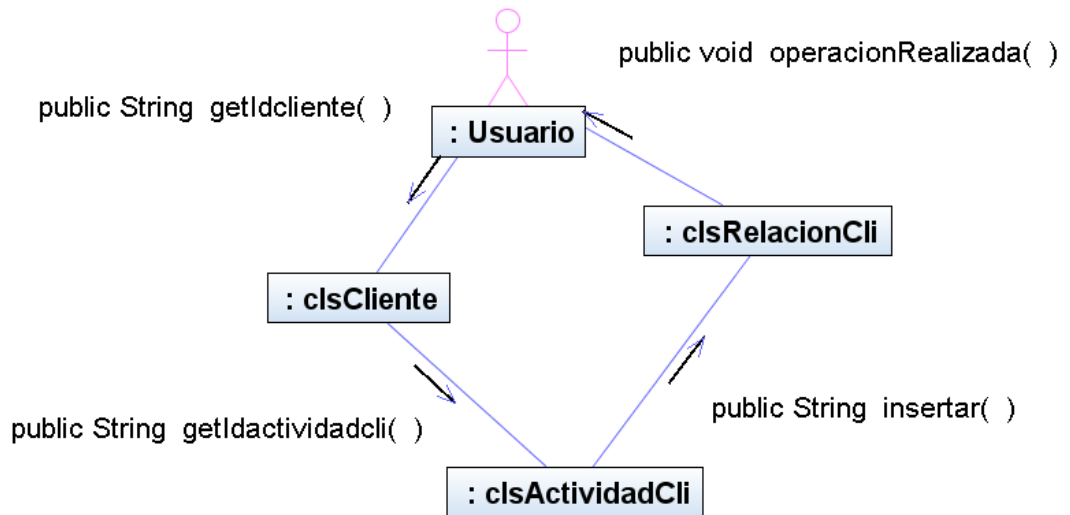 public void operacionRealizada( )
public String getIdcliente( )
: Usuario
: clsRelacionCli
: clsCliente
public String insertar( )
public String getIdactividadcli( )
: clsActividadCli